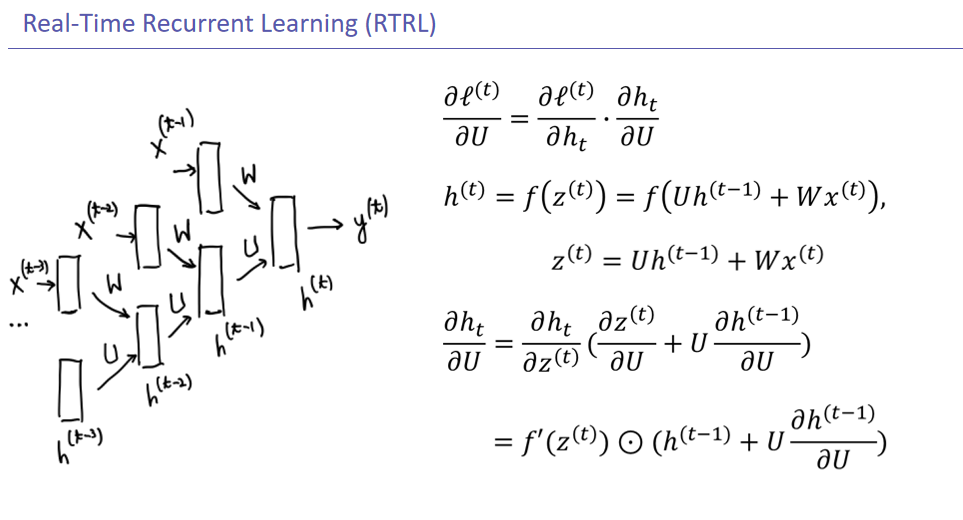 Real-Time Recurrent Learning (RTRL)
x^(t-1)
W
x^(t-2)
W
U
y^(t)
x^(t-3)
W
U
h^(t)
...
U
h^(t-1)
h^(t-2)
h^(t-3)
∂ℓ^(t)/∂U = ∂ℓ^(t)/∂h_t · ∂h_t/∂U
h^(t) = f(z^(t)) = f(Uh^(t−1) + Wx^(t)),
z^(t) = Uh^(t−1) + Wx^(t)
∂h_t/∂U = ∂h_t/∂z^(t) (∂z^(t)/∂U + U ∂h^(t−1)/∂U)
= f′(z^(t)) ⊙ (h^(t−1) + U ∂h^(t−1)/∂U)